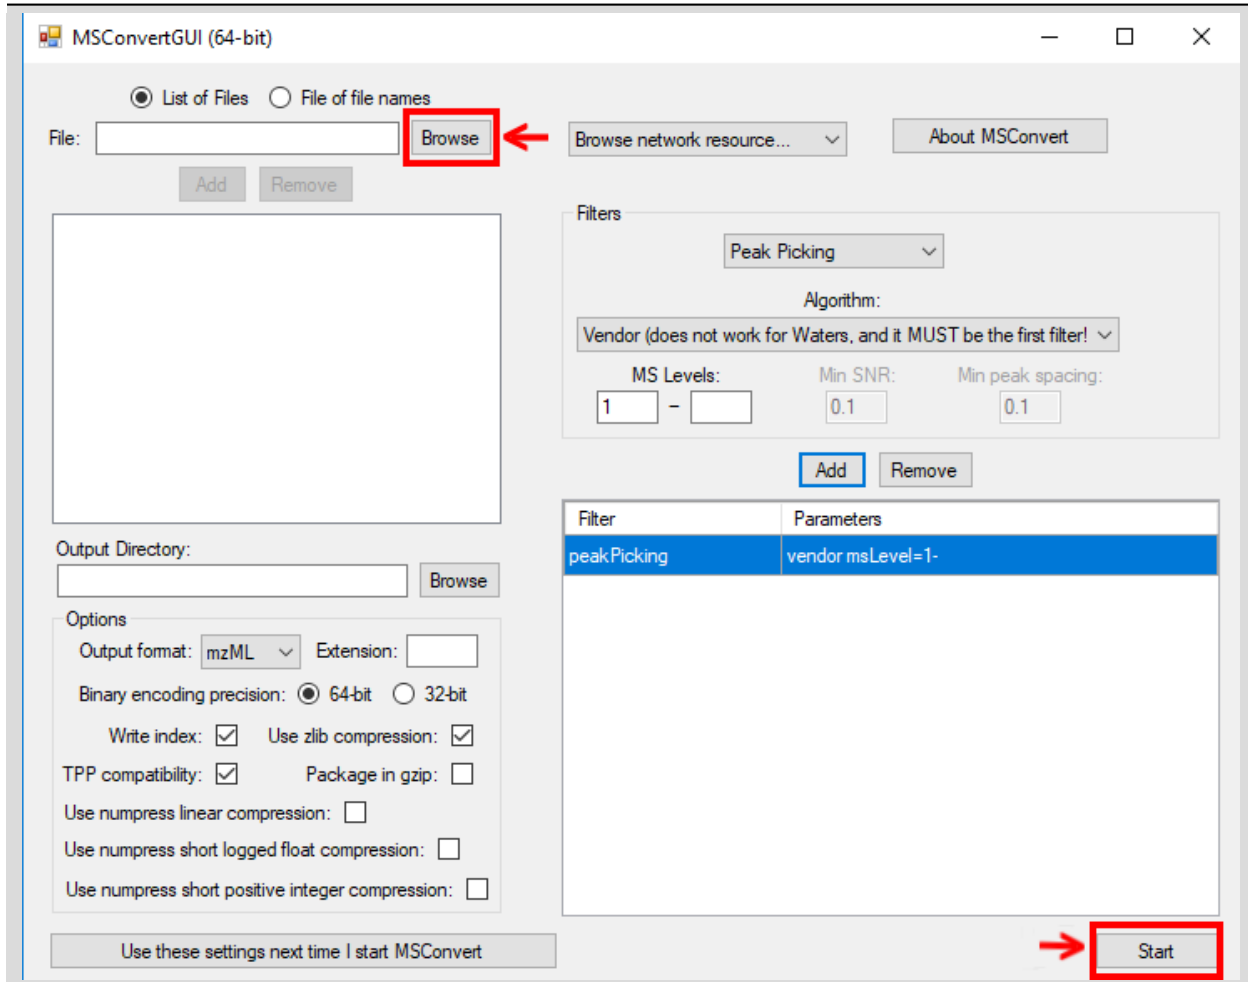 MSConvertGUI (64-bit)
List of Files File of file names
File: Browse Browse network resource... About MSConvert
Add Remove
Filters
Peak Picking
Algorithm:
Vendor (does not work for Waters, and it MUST be the first filter!
MS Levels: Min SNR: Min peak spacing:
1 - 0.1 0.1
Add Remove
Filter Parameters
peakPicking vendor msLevel=1-
Output Directory:
Browse
Options
Output format: mzML Extension:
Binary encoding precision: 64-bit 32-bit
Write index: Use zlib compression:
TPP compatibility: Package in gzip:
Use numpress linear compression:
Use numpress short logged float compression:
Use numpress short positive integer compression:
Use these settings next time I start MSConvert Start